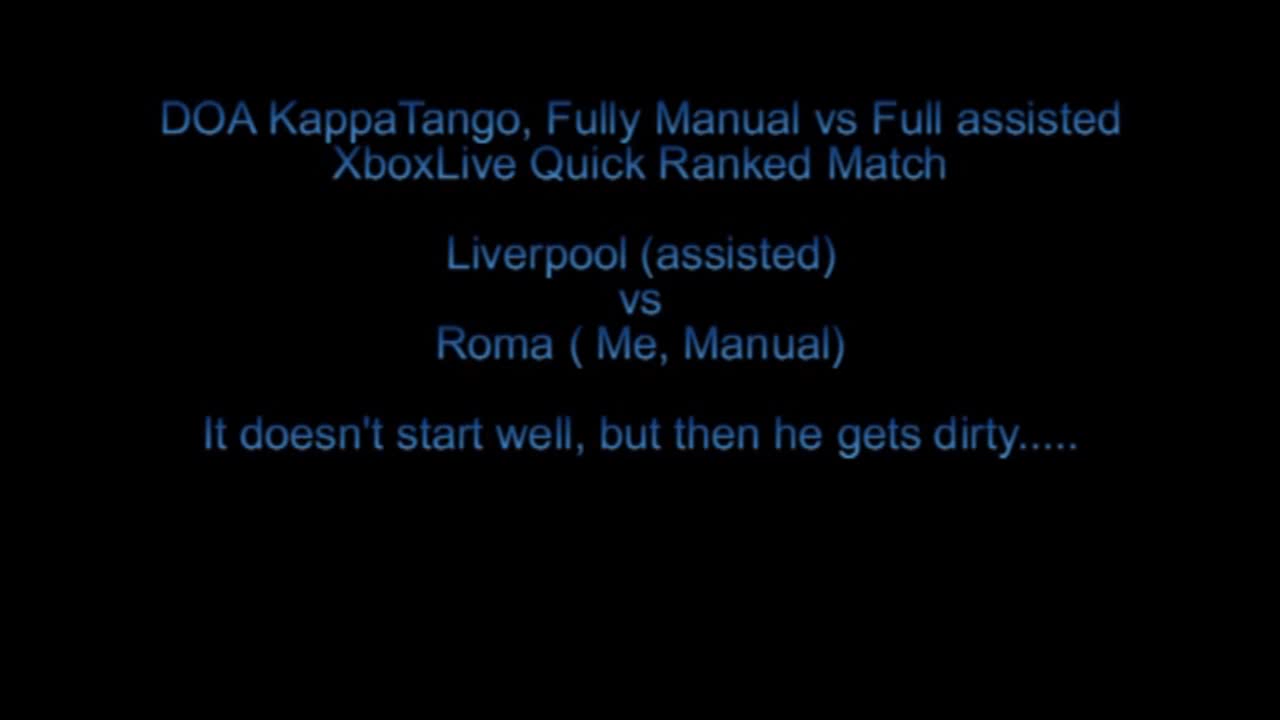 DOA KappaTango, Fully Manual vs Full assisted
XboxLive Quick Ranked Match
Liverpool (assisted)
vs
Roma ( Me, Manual)
It doesn't start well, but then he gets dirty.....